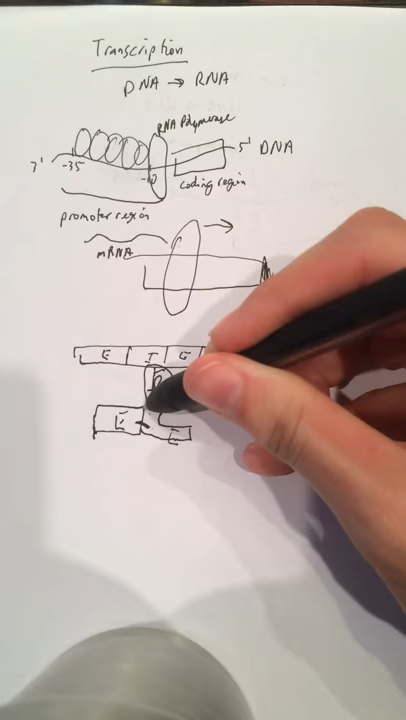 Transcription
DNA → RNA
RNA Polymerase
3' -35 -10 5' DNA
coding region
promoter region
mRNA
E I E
E E